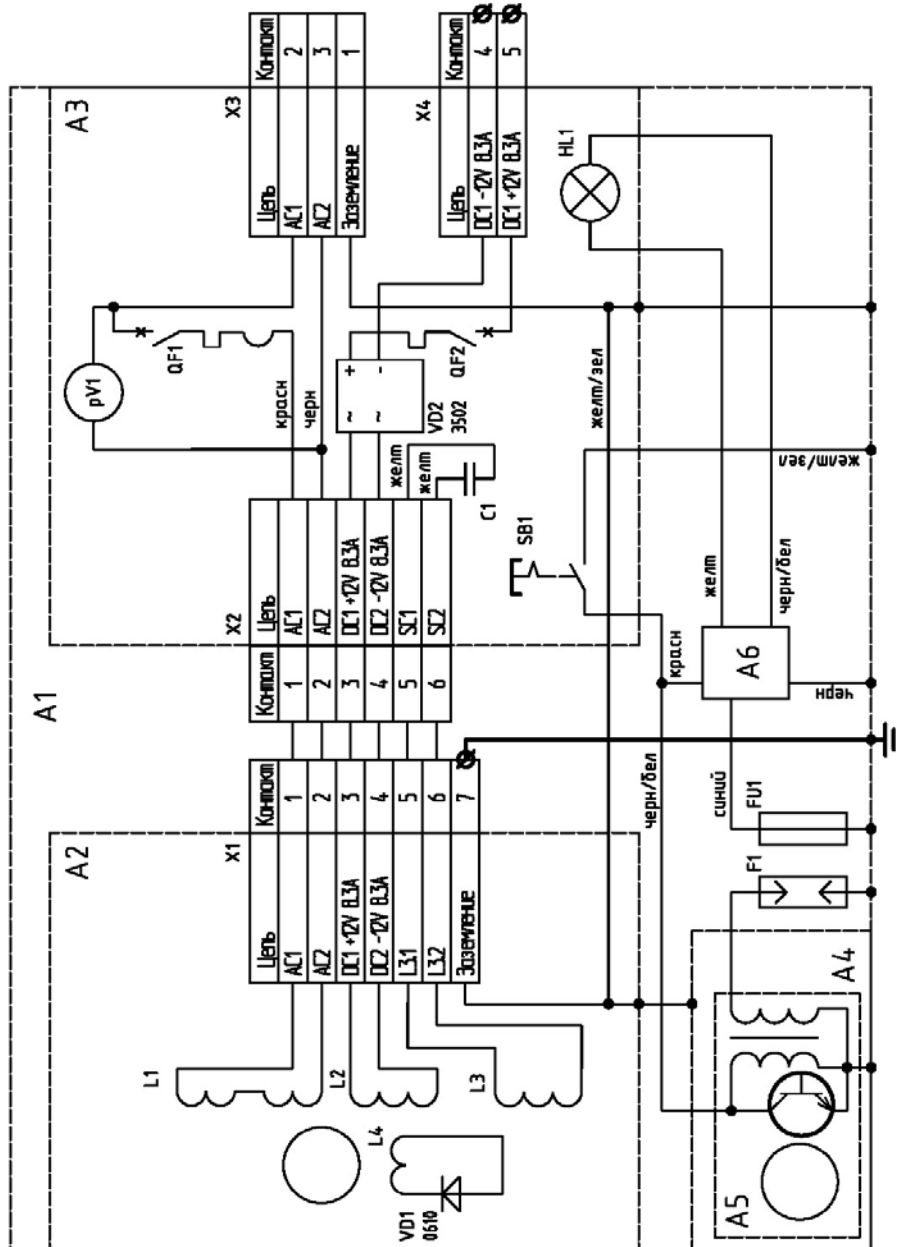 A1
A2
X1
Цепь Контакт
AC1 1
AC2 2
DC1 +12V 8.3A 3
DC2 -12V 8.3A 4
L3.1 5
L3.2 6
Заземление 7
L1
L2
L3
L4
VD1
0610
A3
X2
Контакт Цепь
1 AC1
2 AC2
3 DC1 +12V 8.3A
4 DC2 -12V 8.3A
5 SC1
6 SC2
pV1
QF1
красн
черн
~ +
~ -
VD2
3502
QF2
желт
желт
C1
X3
Цепь Контакт
AC1 2
AC2 3
Заземление 1
X4
Цепь Контакт
DC1 -12V 8.3A 4
DC1 +12V 8.3A 5
SB1
HL1
желт/зел
желт/зел
черн/бел
красн
желт
черн/бел
A6
черн
синий
FU1
F1
A4
A5